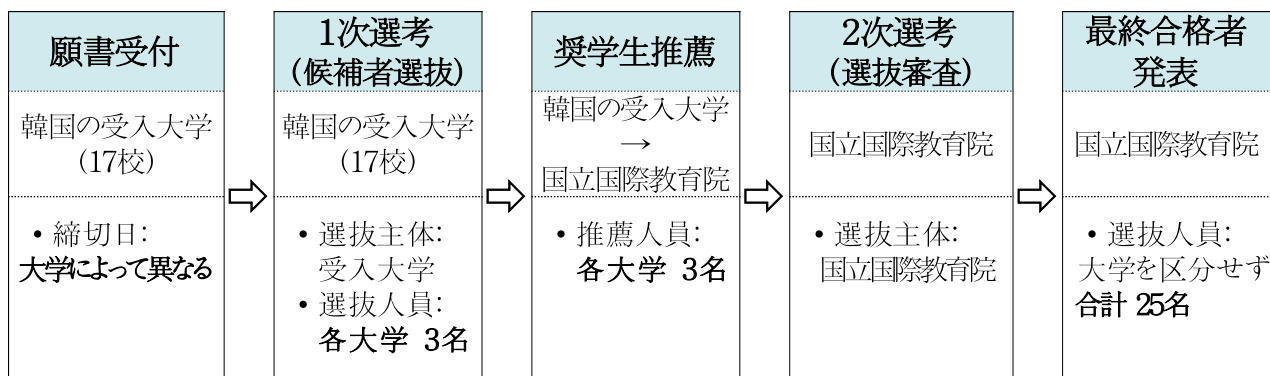 願書受付
韓国の受入大学
(17校)
• 締切日:
大学によって異なる
1次選考
(候補者選抜)
韓国の受入大学
(17校)
• 選抜主体:
受入大学
• 選抜人員:
各大学 3名
奨学生推薦
韓国の受入大学
→
国立国際教育院
• 推薦人員:
各大学 3名
2次選考
(選抜審査)
国立国際教育院
• 選抜主体:
国立国際教育院
最終合格者
発表
国立国際教育院
• 選抜人員:
大学を区分せず
合計 25名